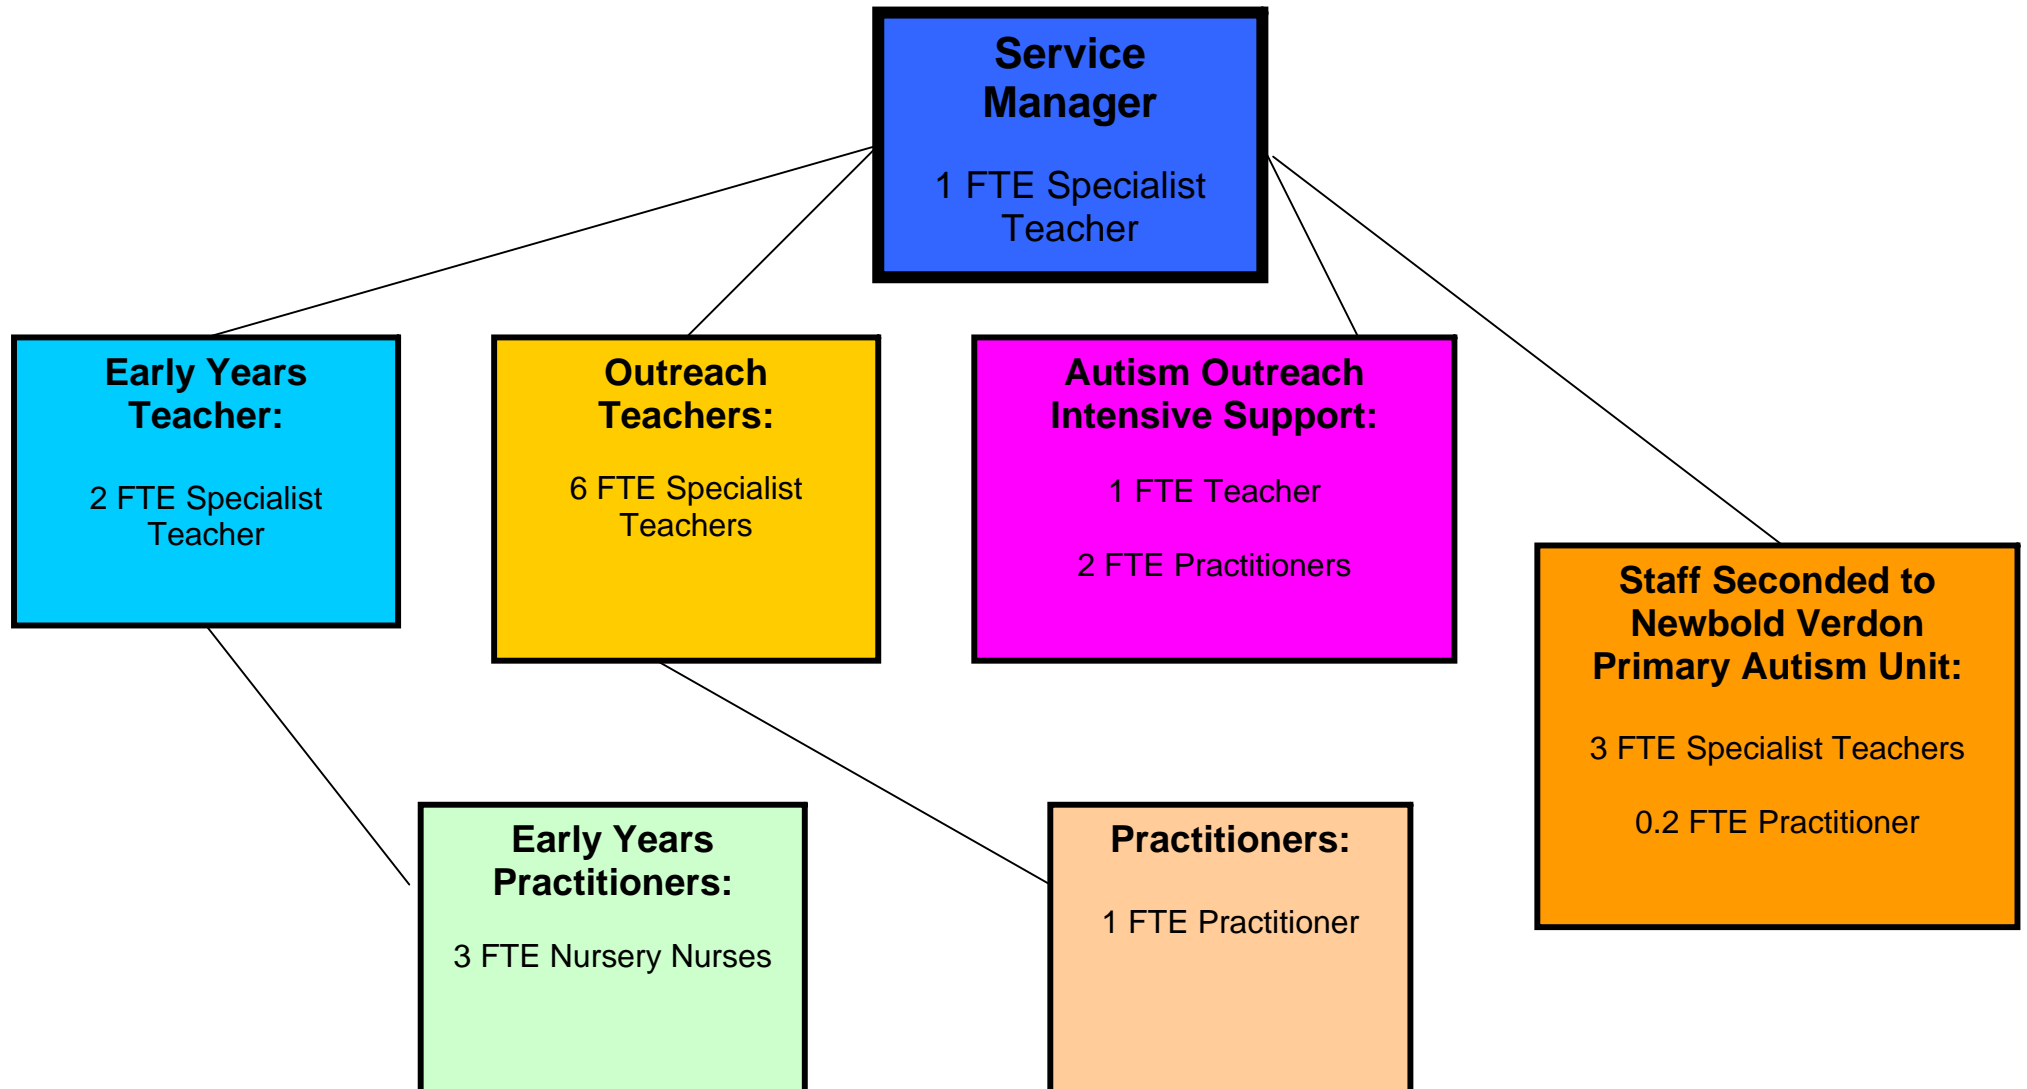 Service
Manager
1 FTE Specialist
Teacher
Early Years
Teacher:
2 FTE Specialist
Teacher
Outreach
Teachers:
6 FTE Specialist
Teachers
Autism Outreach
Intensive Support:
1 FTE Teacher
2 FTE Practitioners
Staff Seconded to
Newbold Verdon
Primary Autism Unit:
3 FTE Specialist Teachers
0.2 FTE Practitioner
Early Years
Practitioners:
3 FTE Nursery Nurses
Practitioners:
1 FTE Practitioner